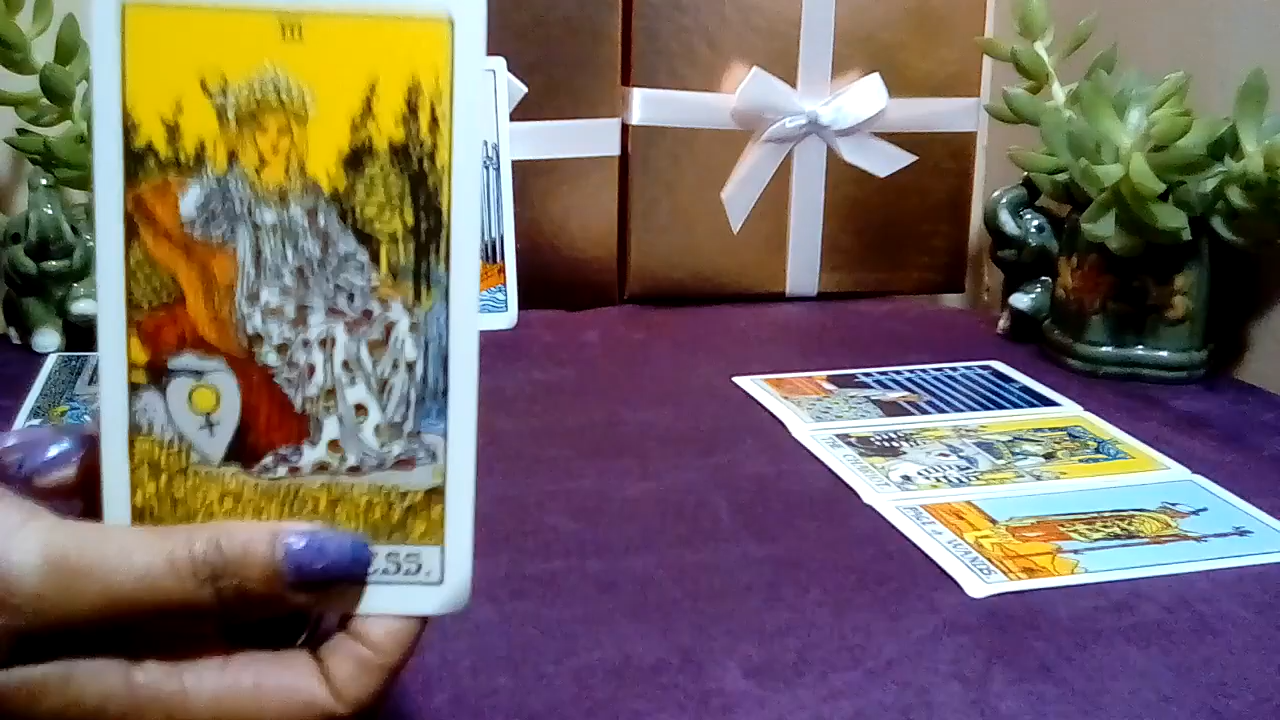 III
ESS.
THE CHARIOT.
PAGE of WANDS.